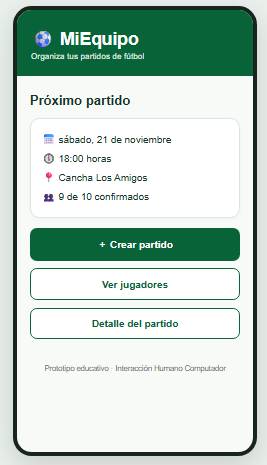 MiEquipo
Organiza tus partidos de fútbol
Próximo partido
sábado, 21 de noviembre
18:00 horas
Cancha Los Amigos
9 de 10 confirmados
+ Crear partido
Ver jugadores
Detalle del partido
Prototipo educativo · Interacción Humano Computador